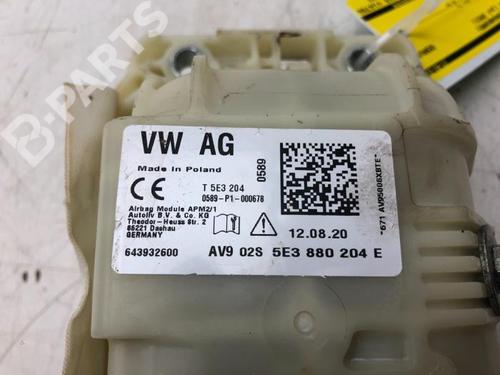 B-PARTS
VW AG
Made in Poland
0589
CE
T 5E3 204
0589-P1-000678
Airbag Module APM2/1
Autoliv B.V. & Co. KG
Theodor-Heuss Str. 2
85221 Dachau
GERMANY
12.08.20
643932600
AV9 02S 5E3 880 204 E